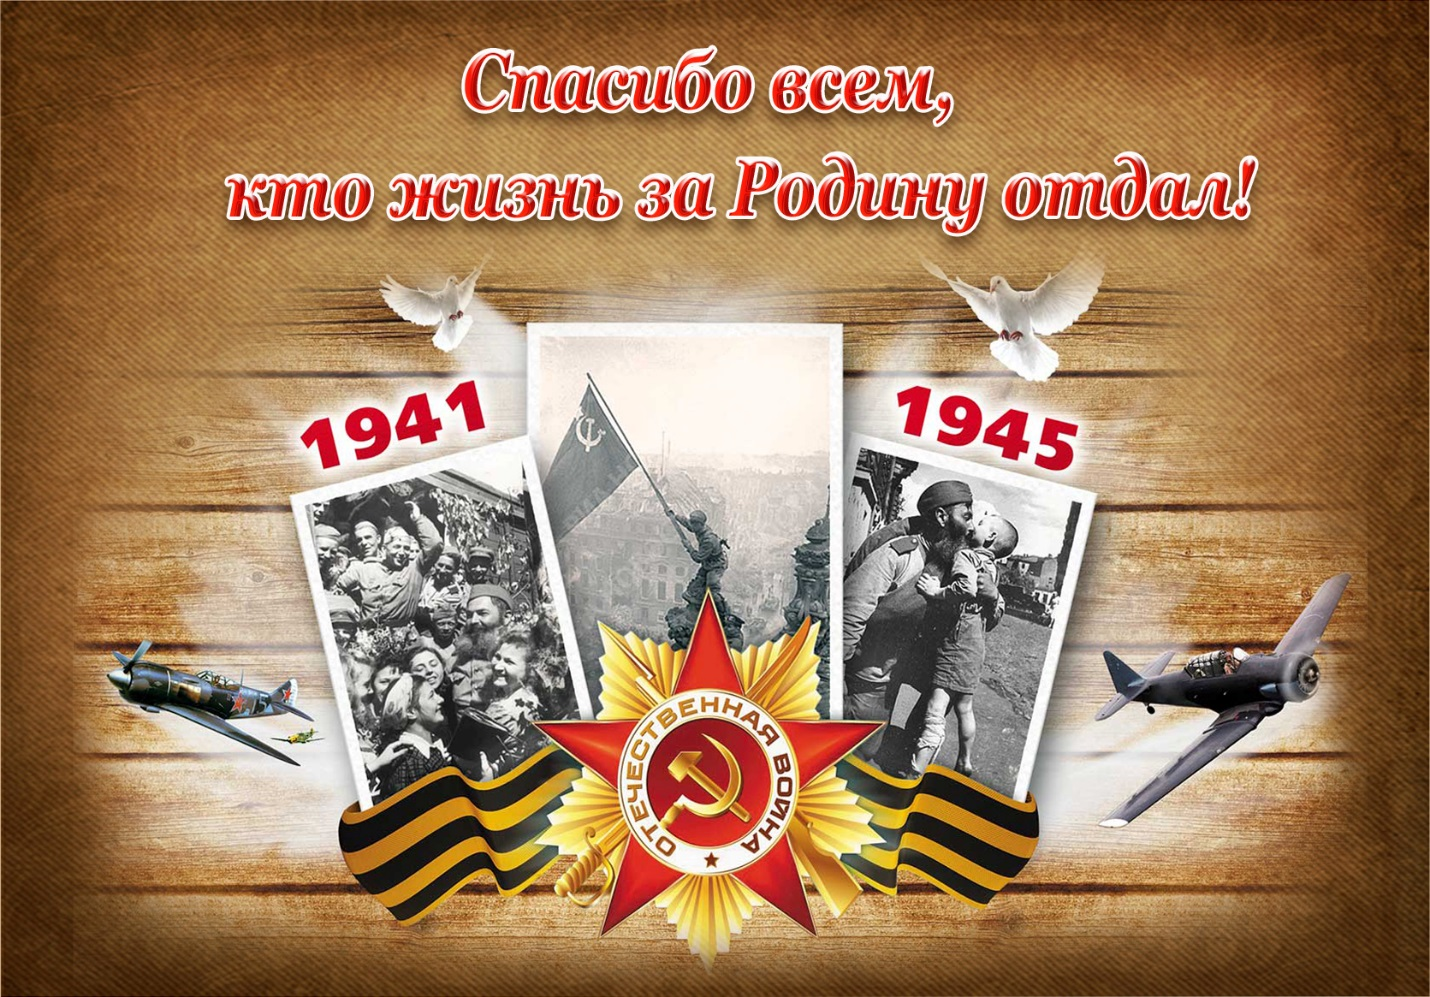 Спасибо всем,
кто жизнь за Родину отдал!
1941
1945
ОТЕЧЕСТВЕННАЯ ВОЙНА